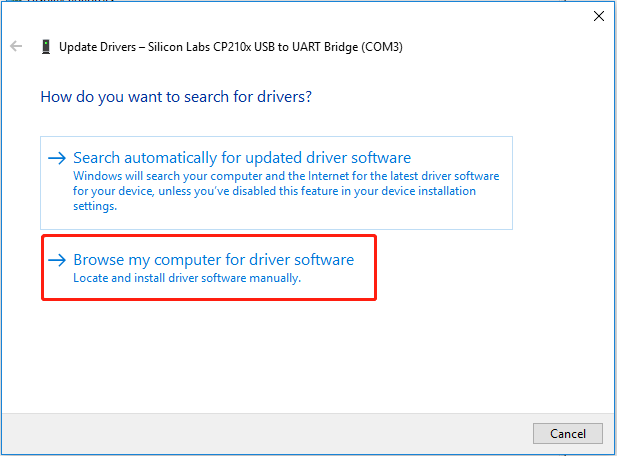 Update Drivers – Silicon Labs CP210x USB to UART Bridge (COM3)
How do you want to search for drivers?
Search automatically for updated driver software
Windows will search your computer and the Internet for the latest driver software
for your device, unless you've disabled this feature in your device installation
settings.
Browse my computer for driver software
Locate and install driver software manually.
Cancel